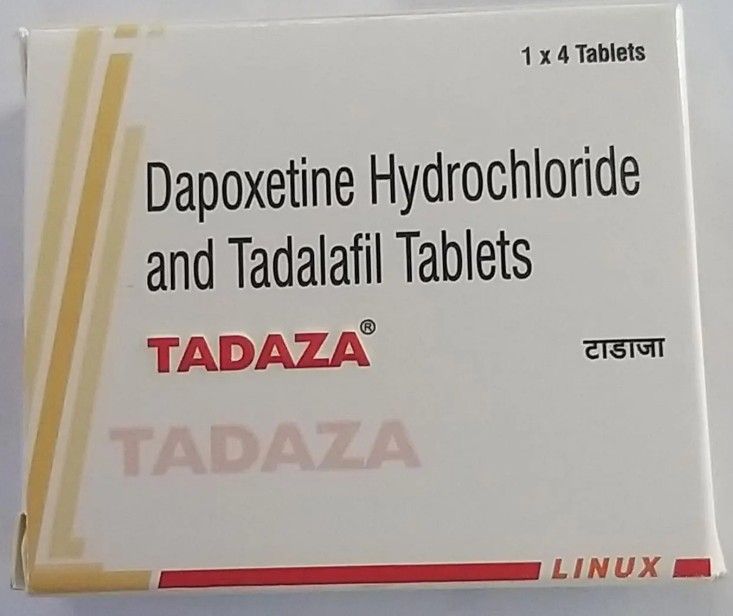 1 x 4 Tablets
Dapoxetine Hydrochloride
and Tadalafil Tablets
TADAZA®
टाडाजा
TADAZA
LINUX